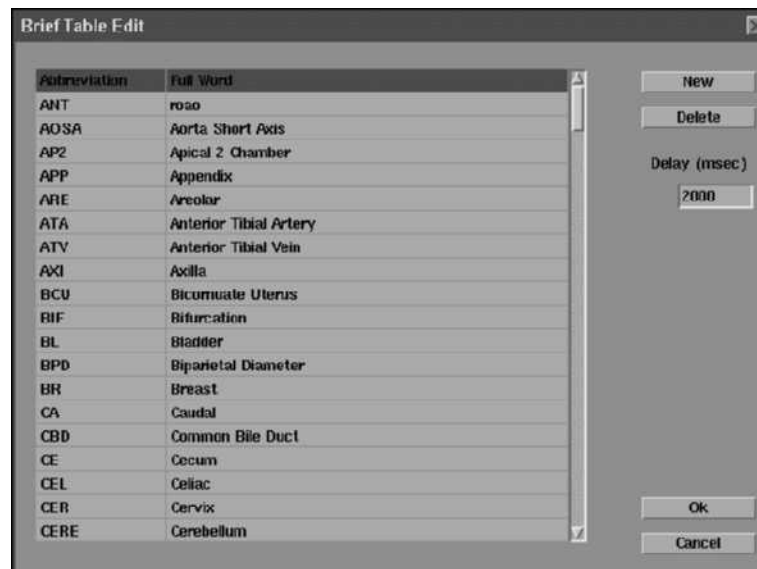 Brief Table Edit
Abbreviation Full Word
ANT roao
AOSA Aorta Short Axis
AP2 Apical 2 Chamber
APP Appendix
ARE Areolar
ATA Anterior Tibial Artery
ATV Anterior Tibial Vein
AXI Axilla
BCU Bicornuate Uterus
BIF Bifurcation
BL Bladder
BPD Biparietal Diameter
BR Breast
CA Caudal
CBD Common Bile Duct
CE Cecum
CEL Celiac
CER Cervix
CERE Cerebellum
New
Delete
Delay (msec)
2000
Ok
Cancel